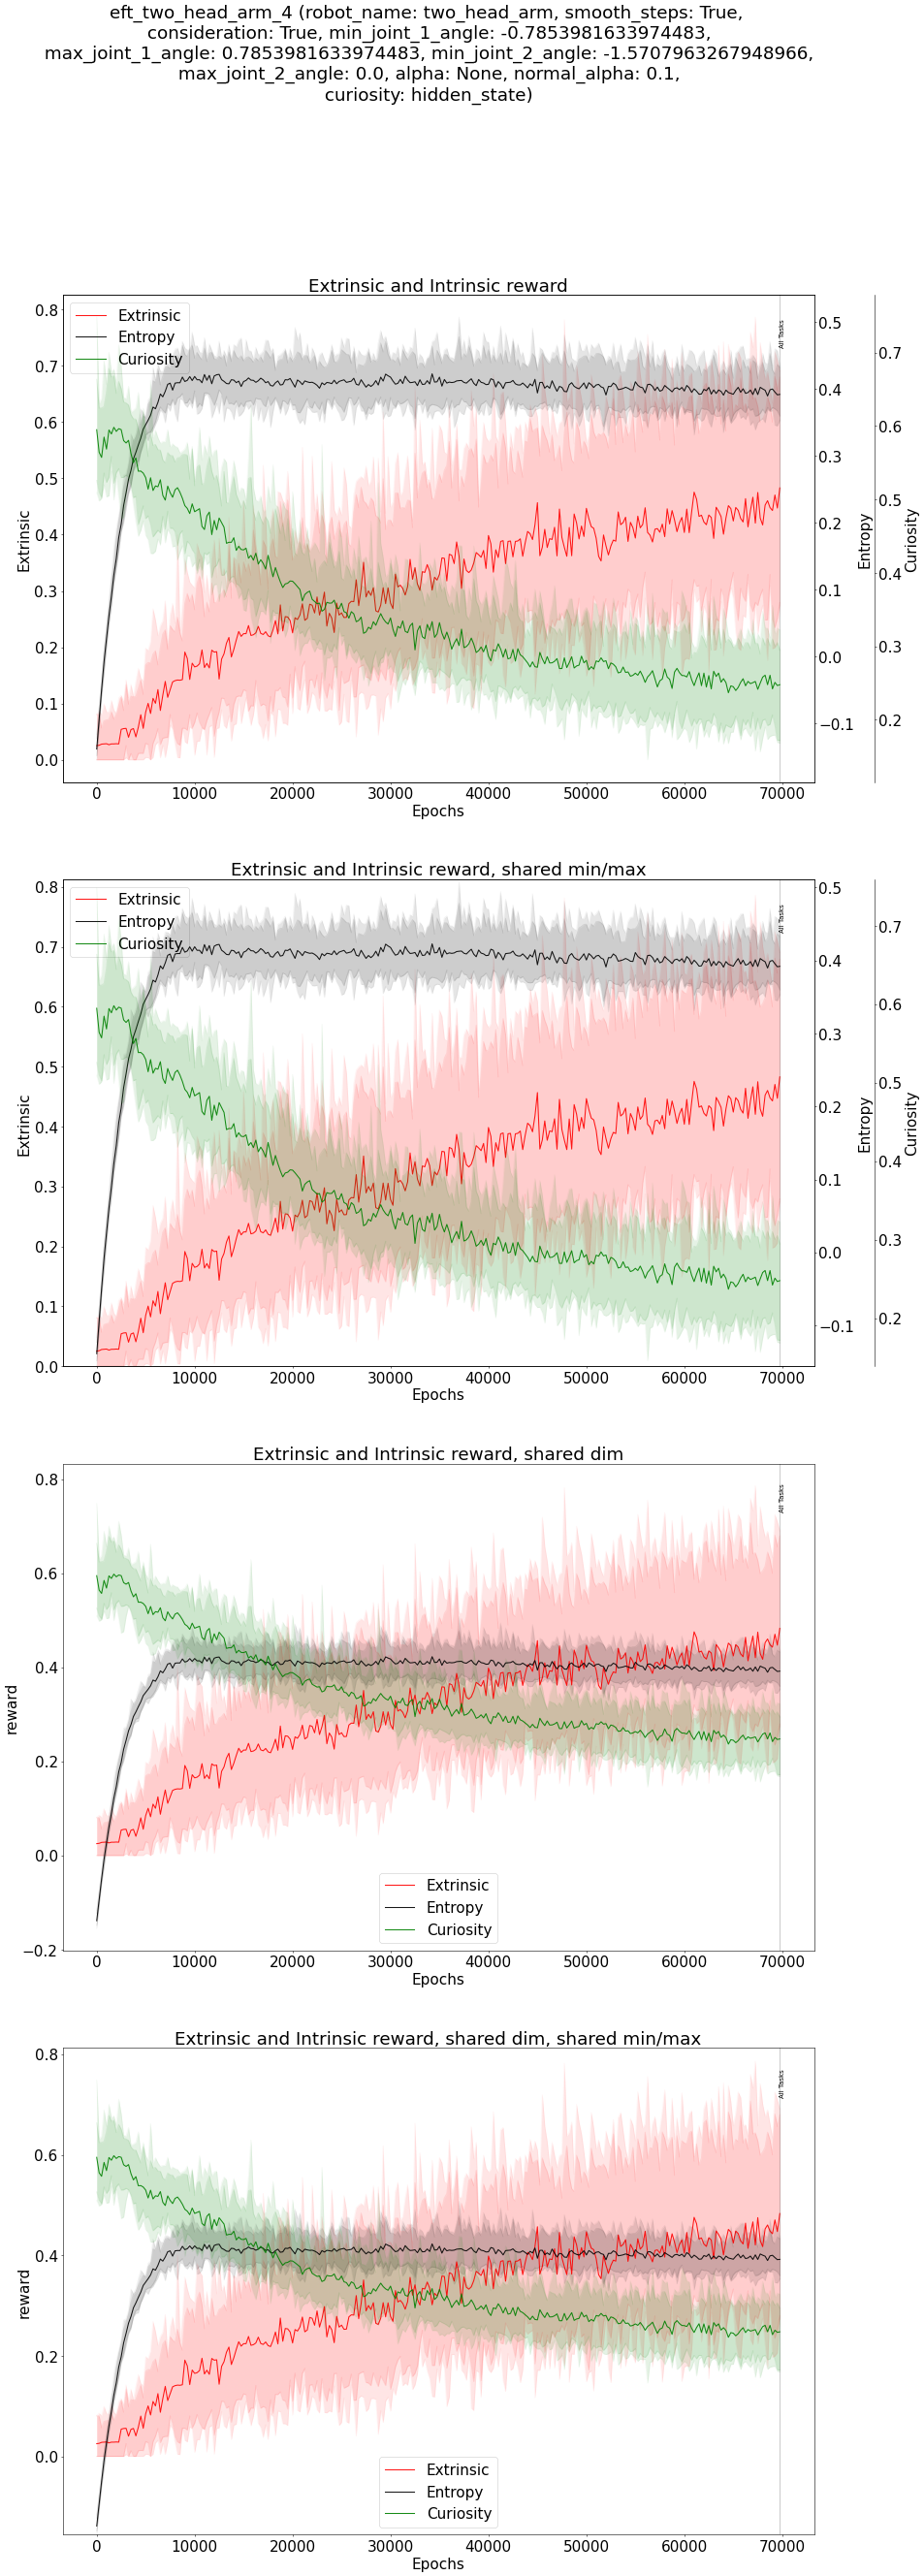 eft_two_head_arm_4 (robot_name: two_head_arm, smooth_steps: True,
consideration: True, min_joint_1_angle: -0.7853981633974483,
max_joint_1_angle: 0.7853981633974483, min_joint_2_angle: -1.5707963267948966,
max_joint_2_angle: 0.0, alpha: None, normal_alpha: 0.1,
curiosity: hidden_state)
Extrinsic and Intrinsic reward
Extrinsic
Entropy
Curiosity
All Tasks
0.8
0.7
0.6
0.5
0.4
0.3
0.2
0.1
0.0
Extrinsic
0.5
0.4
0.3
0.2
0.1
0.0
−0.1
Entropy
0.7
0.6
0.5
0.4
0.3
0.2
Curiosity
0 10000 20000 30000 40000 50000 60000 70000
Epochs
Extrinsic and Intrinsic reward, shared min/max
Extrinsic
Entropy
Curiosity
All Tasks
0.8
0.7
0.6
0.5
0.4
0.3
0.2
0.1
0.0
Extrinsic
0.5
0.4
0.3
0.2
0.1
0.0
−0.1
Entropy
0.7
0.6
0.5
0.4
0.3
0.2
Curiosity
0 10000 20000 30000 40000 50000 60000 70000
Epochs
Extrinsic and Intrinsic reward, shared dim
All Tasks
0.8
0.6
0.4
0.2
0.0
−0.2
reward
Extrinsic
Entropy
Curiosity
0 10000 20000 30000 40000 50000 60000 70000
Epochs
Extrinsic and Intrinsic reward, shared dim, shared min/max
All Tasks
0.8
0.6
0.4
0.2
0.0
reward
Extrinsic
Entropy
Curiosity
0 10000 20000 30000 40000 50000 60000 70000
Epochs